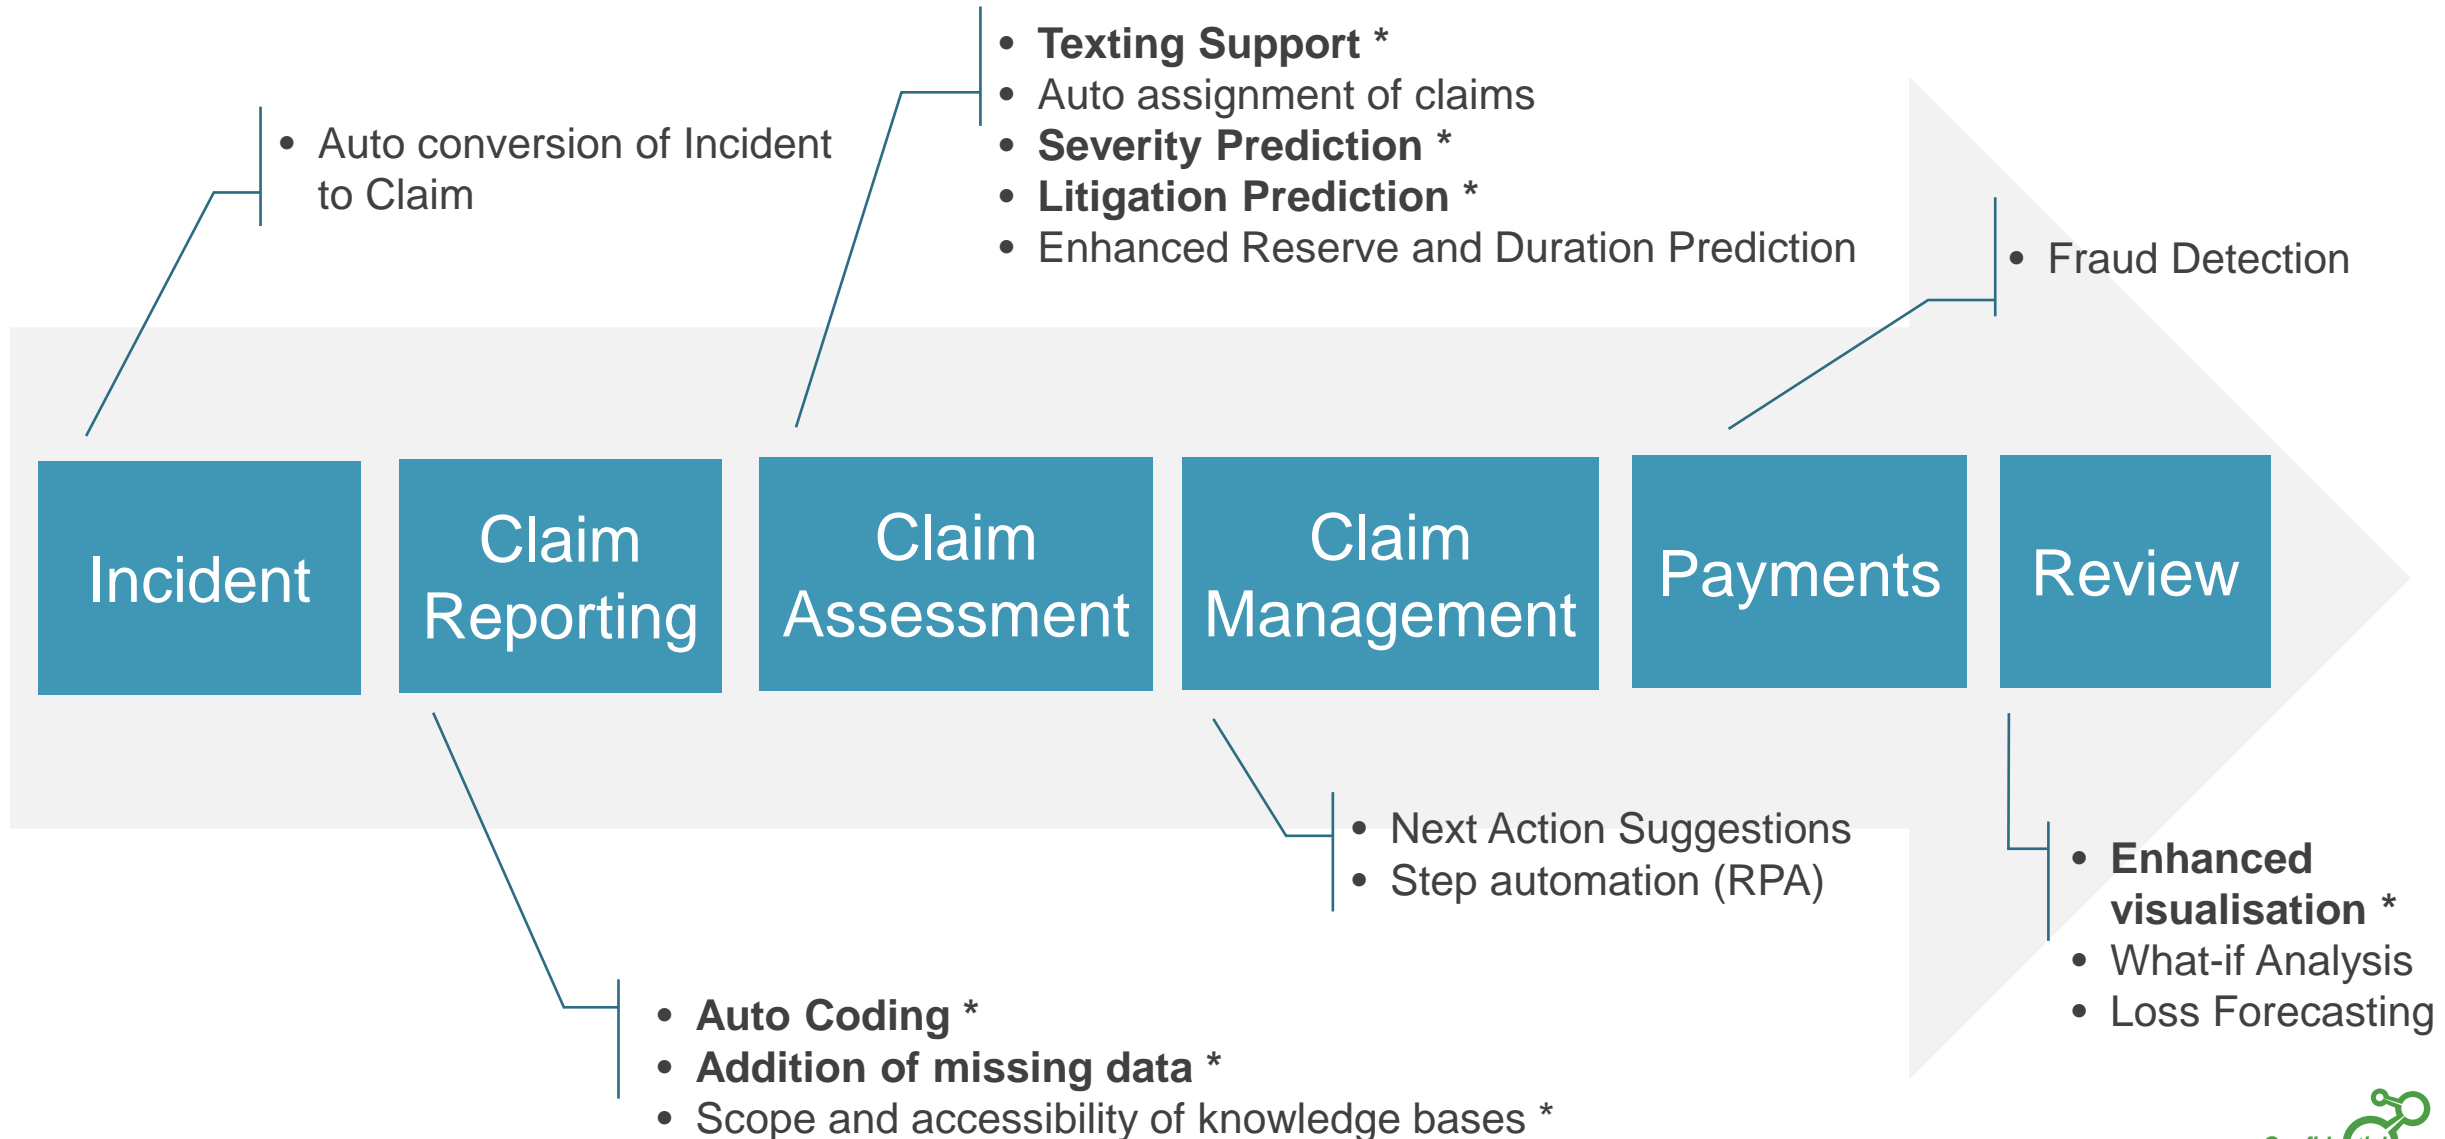 • Texting Support *
• Auto assignment of claims
• Severity Prediction *
• Litigation Prediction *
• Enhanced Reserve and Duration Prediction
• Auto conversion of Incident
to Claim
• Fraud Detection
Incident
Claim
Reporting
Claim
Assessment
Claim
Management
Payments
Review
• Next Action Suggestions
• Step automation (RPA)
• Enhanced
visualisation *
• What-if Analysis
• Loss Forecasting
• Auto Coding *
• Addition of missing data *
• Scope and accessibility of knowledge bases *